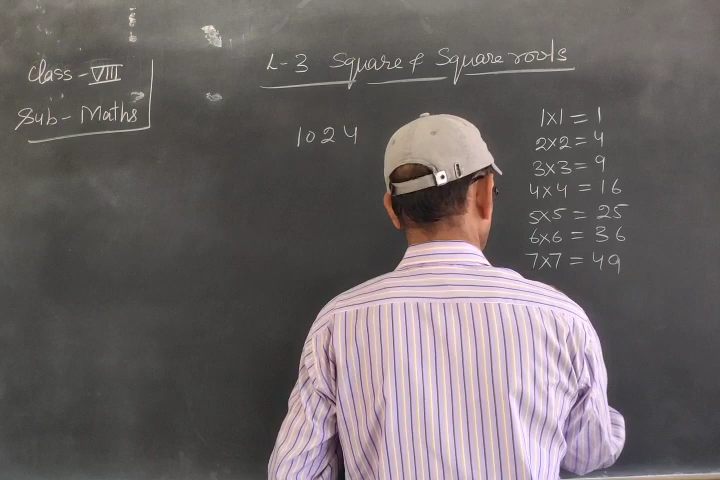 Class - VIII
Sub - Maths
L-3 Square & Square roots
1024
1x1 = 1
2x2 = 4
3x3 = 9
4x4 = 16
5x5 = 25
6x6 = 36
7x7 = 49